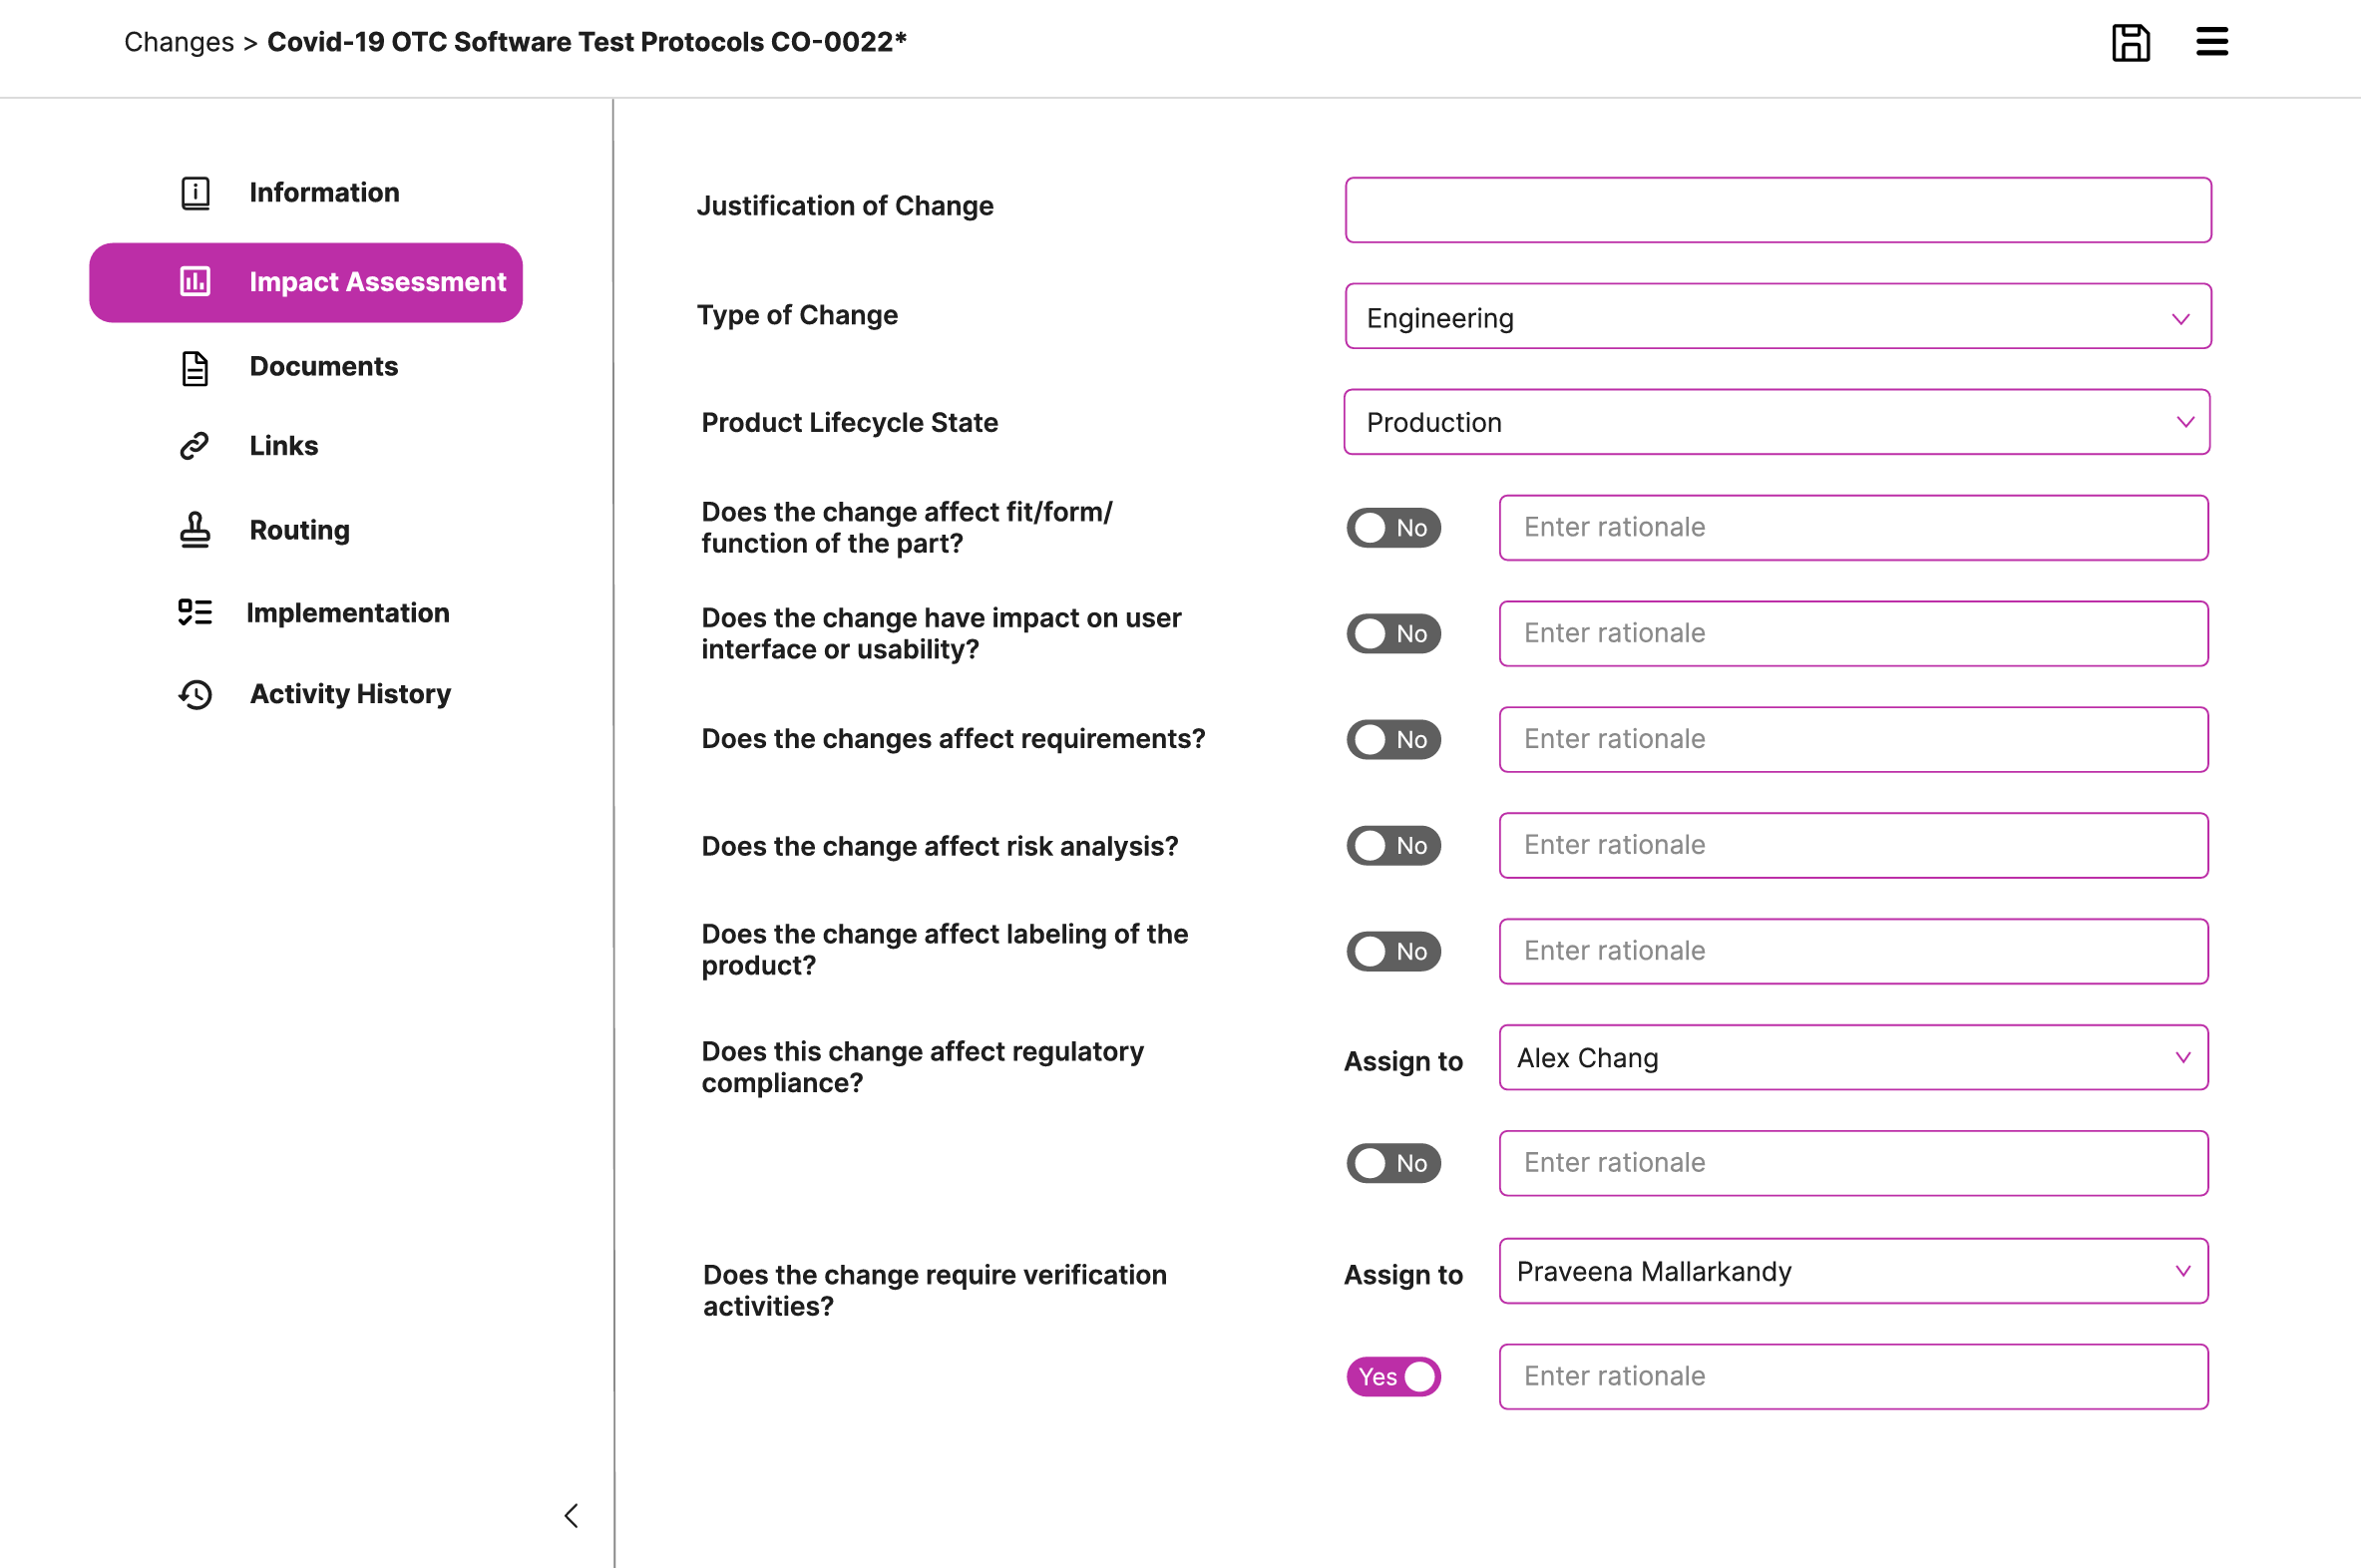 Changes > Covid-19 OTC Software Test Protocols CO-0022*
Information
Impact Assessment
Documents
Links
Routing
Implementation
Activity History
Justification of Change
Type of Change
Engineering
Product Lifecycle State
Production
Does the change affect fit/form/
function of the part?
No
Enter rationale
Does the change have impact on user
interface or usability?
No
Enter rationale
Does the changes affect requirements?
No
Enter rationale
Does the change affect risk analysis?
No
Enter rationale
Does the change affect labeling of the
product?
No
Enter rationale
Does this change affect regulatory
compliance?
Assign to
Alex Chang
No
Enter rationale
Does the change require verification
activities?
Assign to
Praveena Mallarkandy
Yes
Enter rationale